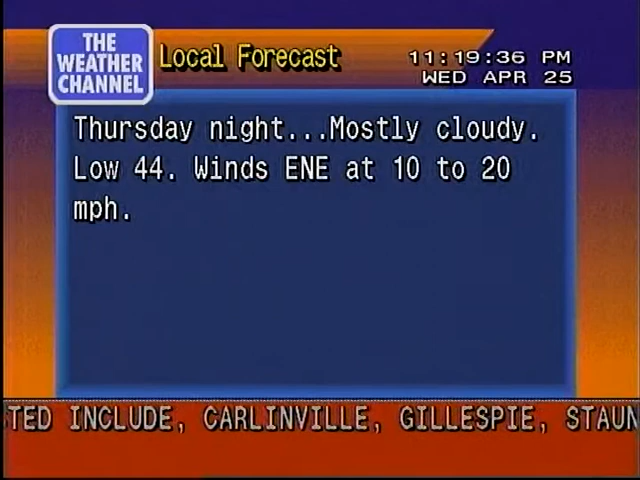 THE
WEATHER
CHANNEL
Local Forecast
11:19:36 PM
WED APR 25
Thursday night...Mostly cloudy.
Low 44. Winds ENE at 10 to 20
mph.
TED INCLUDE, CARLINVILLE, GILLESPIE, STAUN